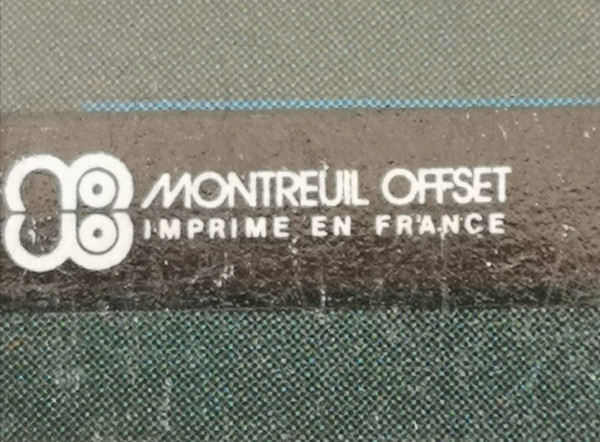 MONTREUIL OFFSET
IMPRIME EN FRANCE